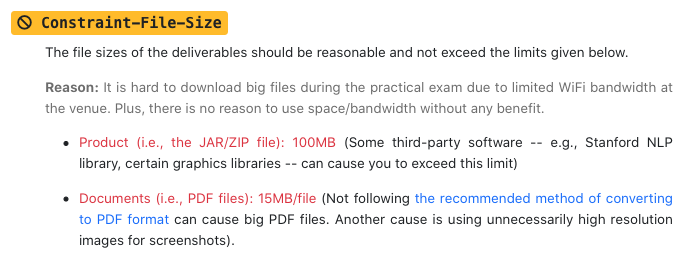 Constraint-File-Size
The file sizes of the deliverables should be reasonable and not exceed the limits given below.
Reason: It is hard to download big files during the practical exam due to limited WiFi bandwidth at
the venue. Plus, there is no reason to use space/bandwidth without any benefit.
• Product (i.e., the JAR/ZIP file): 100MB (Some third-party software -- e.g., Stanford NLP
library, certain graphics libraries -- can cause you to exceed this limit)
• Documents (i.e., PDF files): 15MB/file (Not following the recommended method of converting
to PDF format can cause big PDF files. Another cause is using unnecessarily high resolution
images for screenshots).